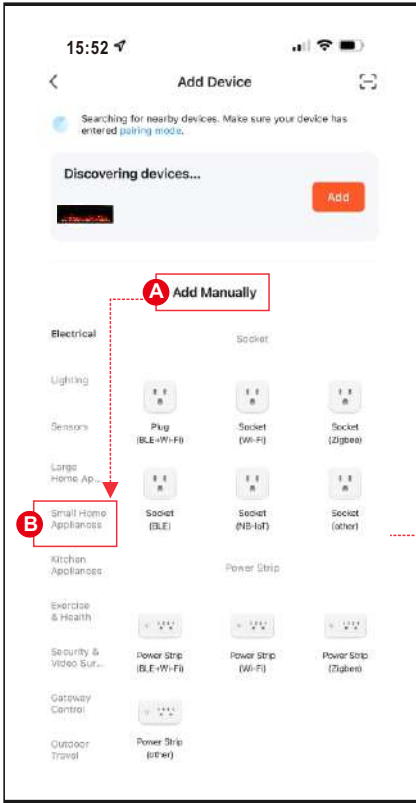 15:52
Add Device
Searching for nearby devices. Make sure your device has
entered pairing mode.
Discovering devices...
Add
A
Add Manually
Electrical
Socket
Lighting
Sensors
Plug
(BLE+Wi-Fi)
Socket
(Wi-Fi)
Socket
(Zigbee)
Large
Home Ap...
B
Small Home
Appliances
Socket
(BLE)
Socket
(NB-IoT)
Socket
(other)
Kitchen
Appliances
Power Strip
Exercise
& Health
Security &
Video Sur...
Power Strip
(BLE+Wi-Fi)
Power Strip
(Wi-Fi)
Power Strip
(Zigbee)
Gateway
Control
Outdoor
Travel
Power Strip
(other)